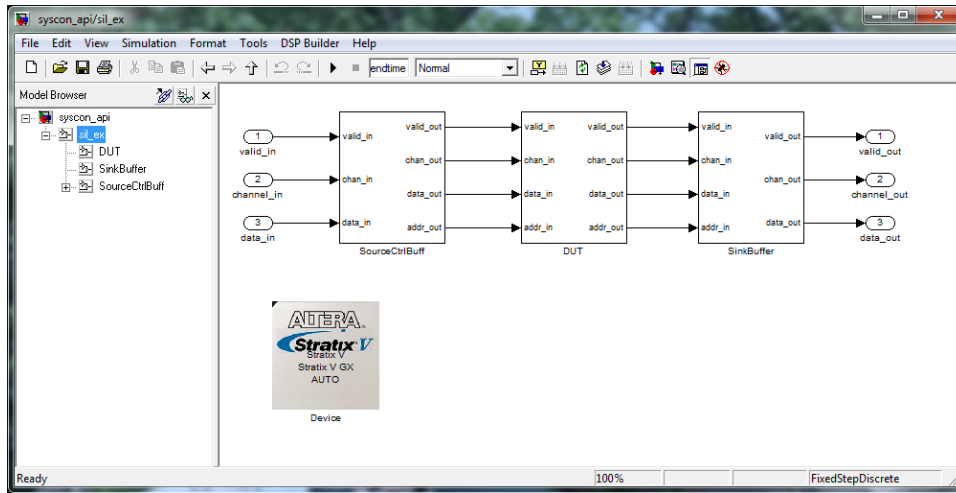 syscon_api/sil_ex
File Edit View Simulation Format Tools DSP Builder Help
endtime Normal
Model Browser
syscon_api
sil_ex
DUT
SinkBuffer
SourceCtrlBuff
1
valid_in
2
channel_in
3
data_in
valid_in
chan_in
data_in
valid_out
chan_out
data_out
addr_out
SourceCtrlBuff
valid_in
chan_in
data_in
addr_in
valid_out
chan_out
data_out
addr_out
DUT
valid_in
chan_in
data_in
addr_in
valid_out
chan_out
data_out
SinkBuffer
1
valid_out
2
channel_out
3
data_out
ALTERA.
Stratix V
Stratix V
Stratix V GX
AUTO
Device
Ready 100% FixedStepDiscrete